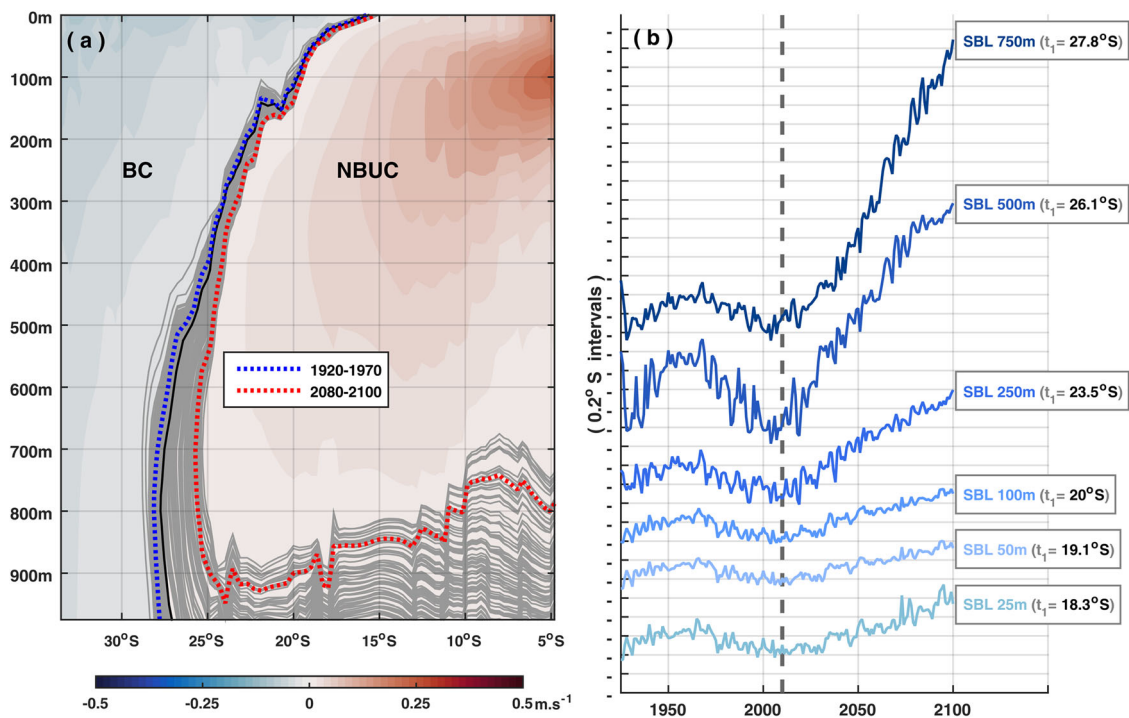 ( a )
0m
100m
200m
300m
400m
500m
600m
700m
800m
900m
BC
NBUC
1920-1970
2080-2100
30°S
25°S
20°S
15°S
10°S
5°S
-0.5
-0.25
0
0.25
0.5 m.s⁻¹
( b )
( 0.2° S intervals )
SBL 750m (t₁= 27.8°S)
SBL 500m (t₁= 26.1°S)
SBL 250m (t₁= 23.5°S)
SBL 100m (t₁= 20°S)
SBL 50m (t₁= 19.1°S)
SBL 25m (t₁= 18.3°S)
1950
2000
2050
2100